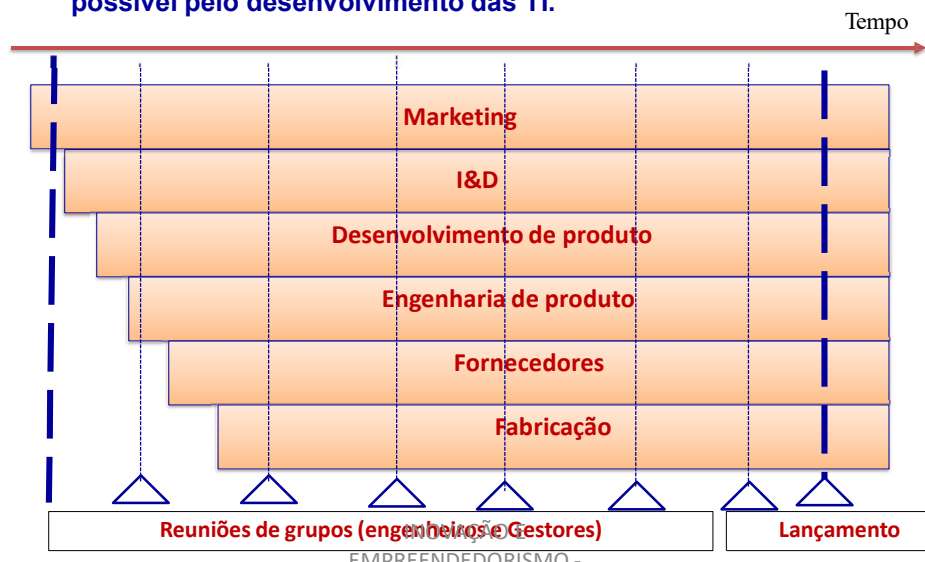 possível pelo desenvolvimento das TI.
Tempo
Marketing
I&D
Desenvolvimento de produto
Engenharia de produto
Fornecedores
Fabricação
Reuniões de grupos (engenheiros e Gestores)
Lançamento
INOVAÇÃO E
EMPREENDEDORISMO -